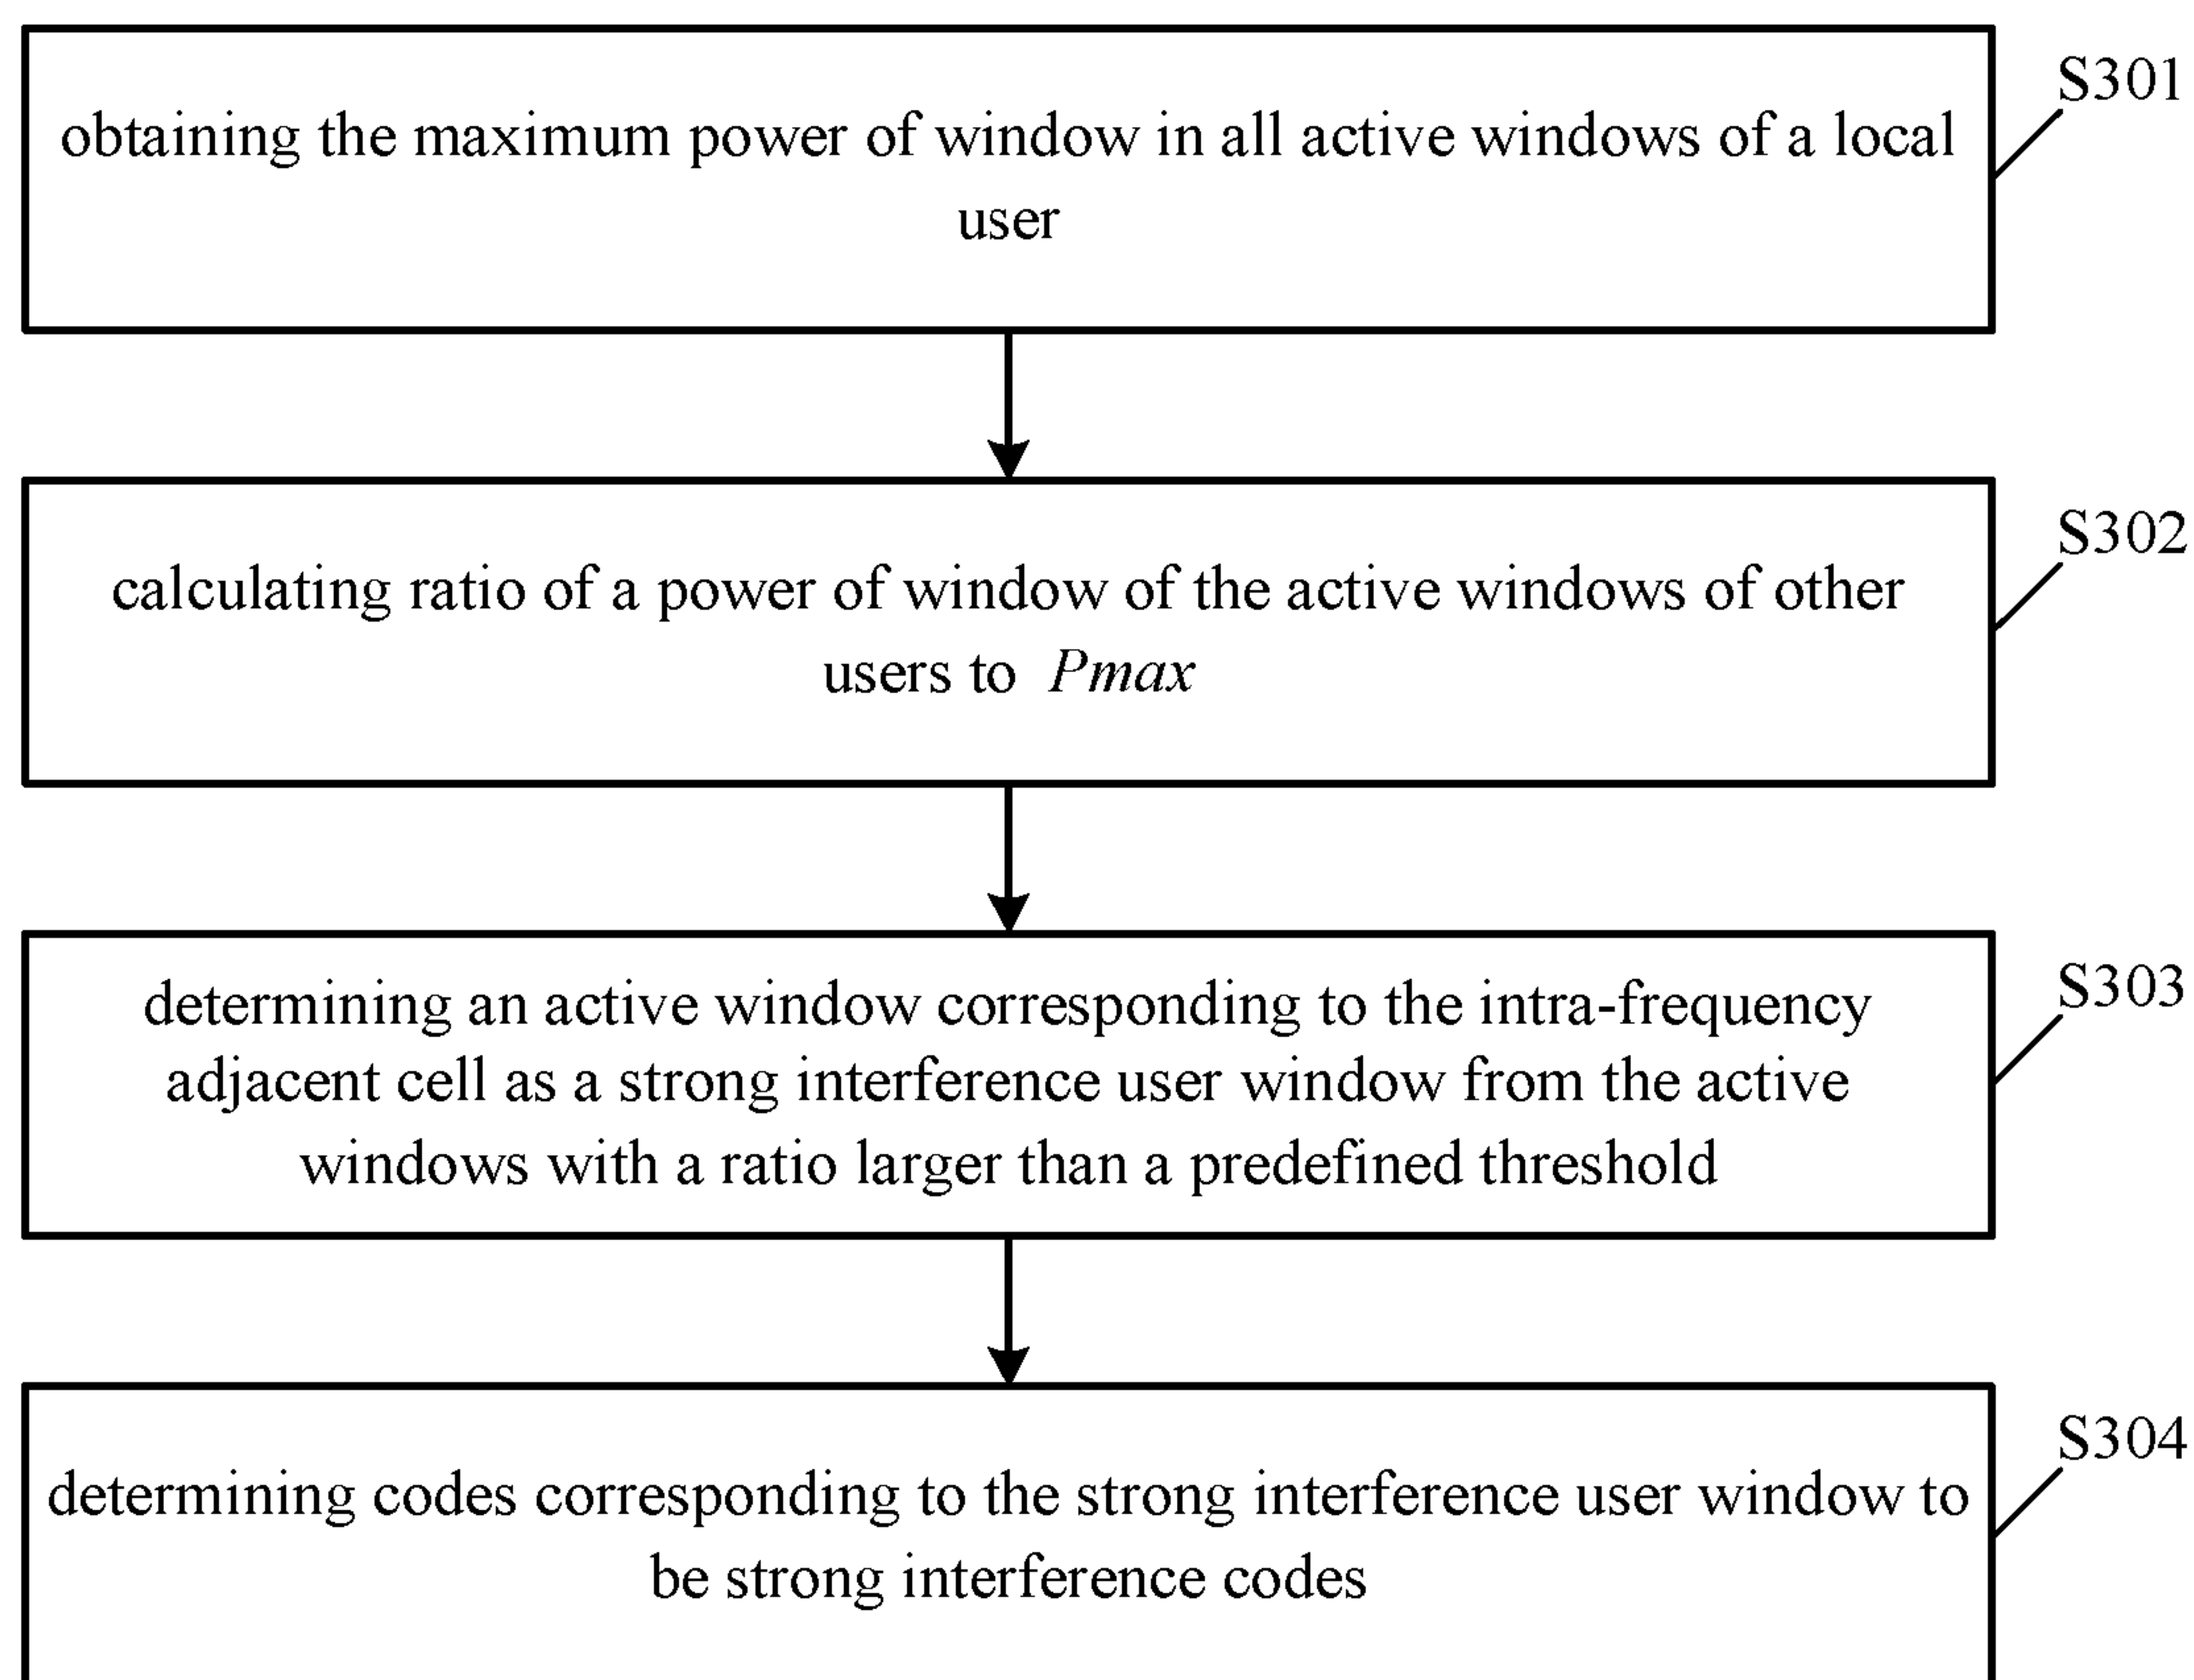 S301
obtaining the maximum power of window in all active windows of a local
user
S302
calculating ratio of a power of window of the active windows of other
users to Pmax
S303
determining an active window corresponding to the intra-frequency
adjacent cell as a strong interference user window from the active
windows with a ratio larger than a predefined threshold
S304
determining codes corresponding to the strong interference user window to
be strong interference codes